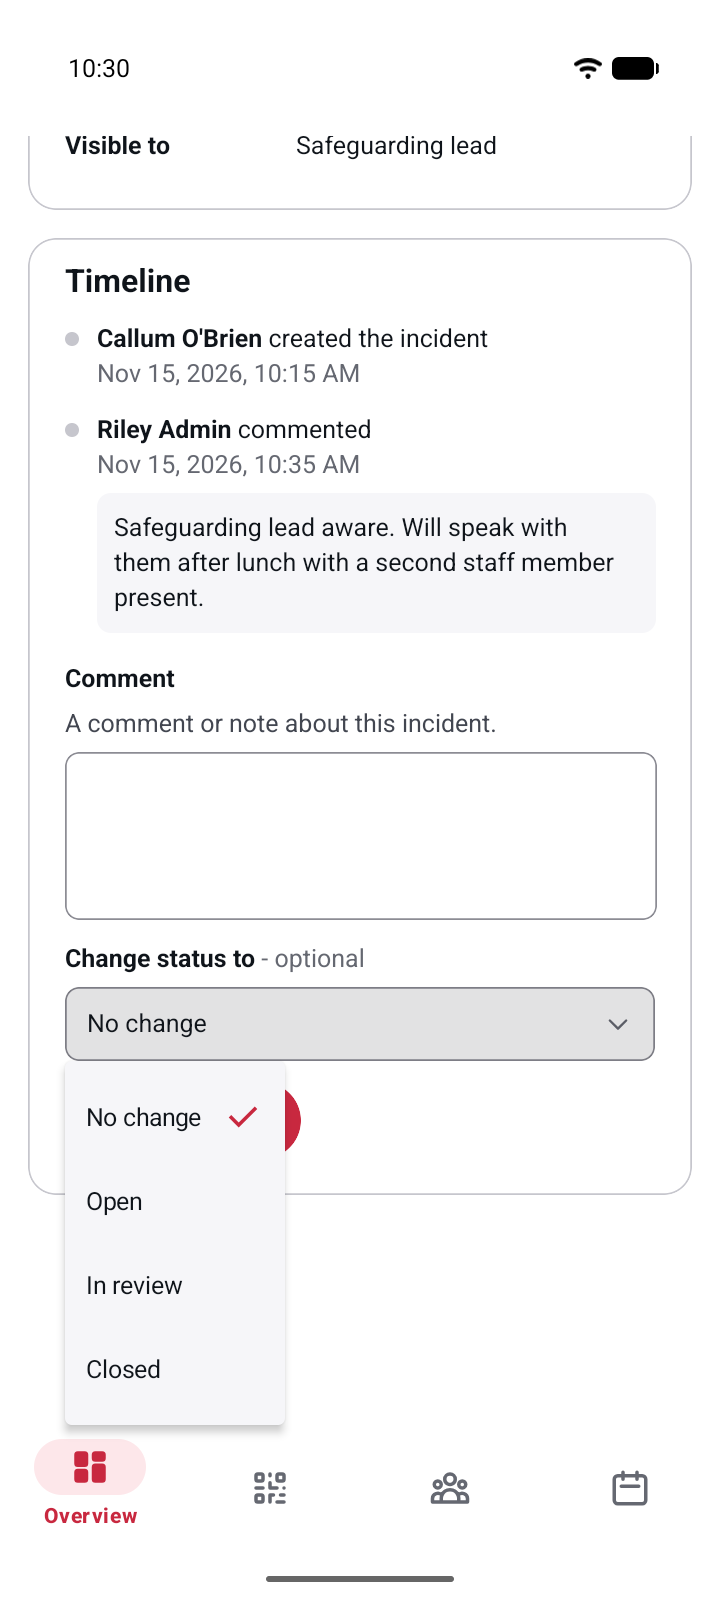 10:30
Visible to Safeguarding lead
Timeline
Callum O'Brien created the incident
Nov 15, 2026, 10:15 AM
Riley Admin commented
Nov 15, 2026, 10:35 AM
Safeguarding lead aware. Will speak with
them after lunch with a second staff member
present.
Comment
A comment or note about this incident.
Change status to - optional
No change
No change
Open
In review
Closed
Overview